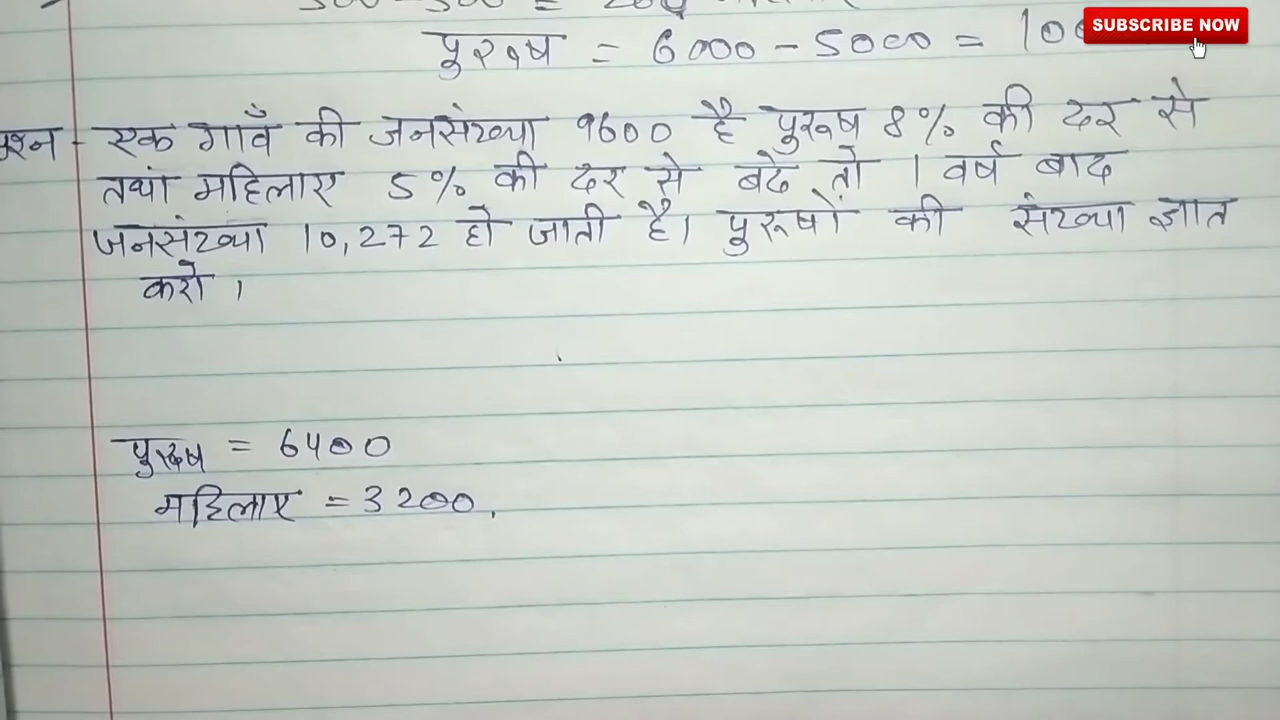 पुरुष = 6000 - 5000 = 10
SUBSCRIBE NOW
प्रश्न - एक गावँ की जनसंख्या 9600 है पुरूष 8% की दर से
तथा महिलाए 5% की दर से बढे तो 1 वर्ष बाद
जनसंख्या 10,272 हो जाती है। पुरूषों की संख्या ज्ञात
करो ।
पुरुष = 6400
महिलाए = 3200.